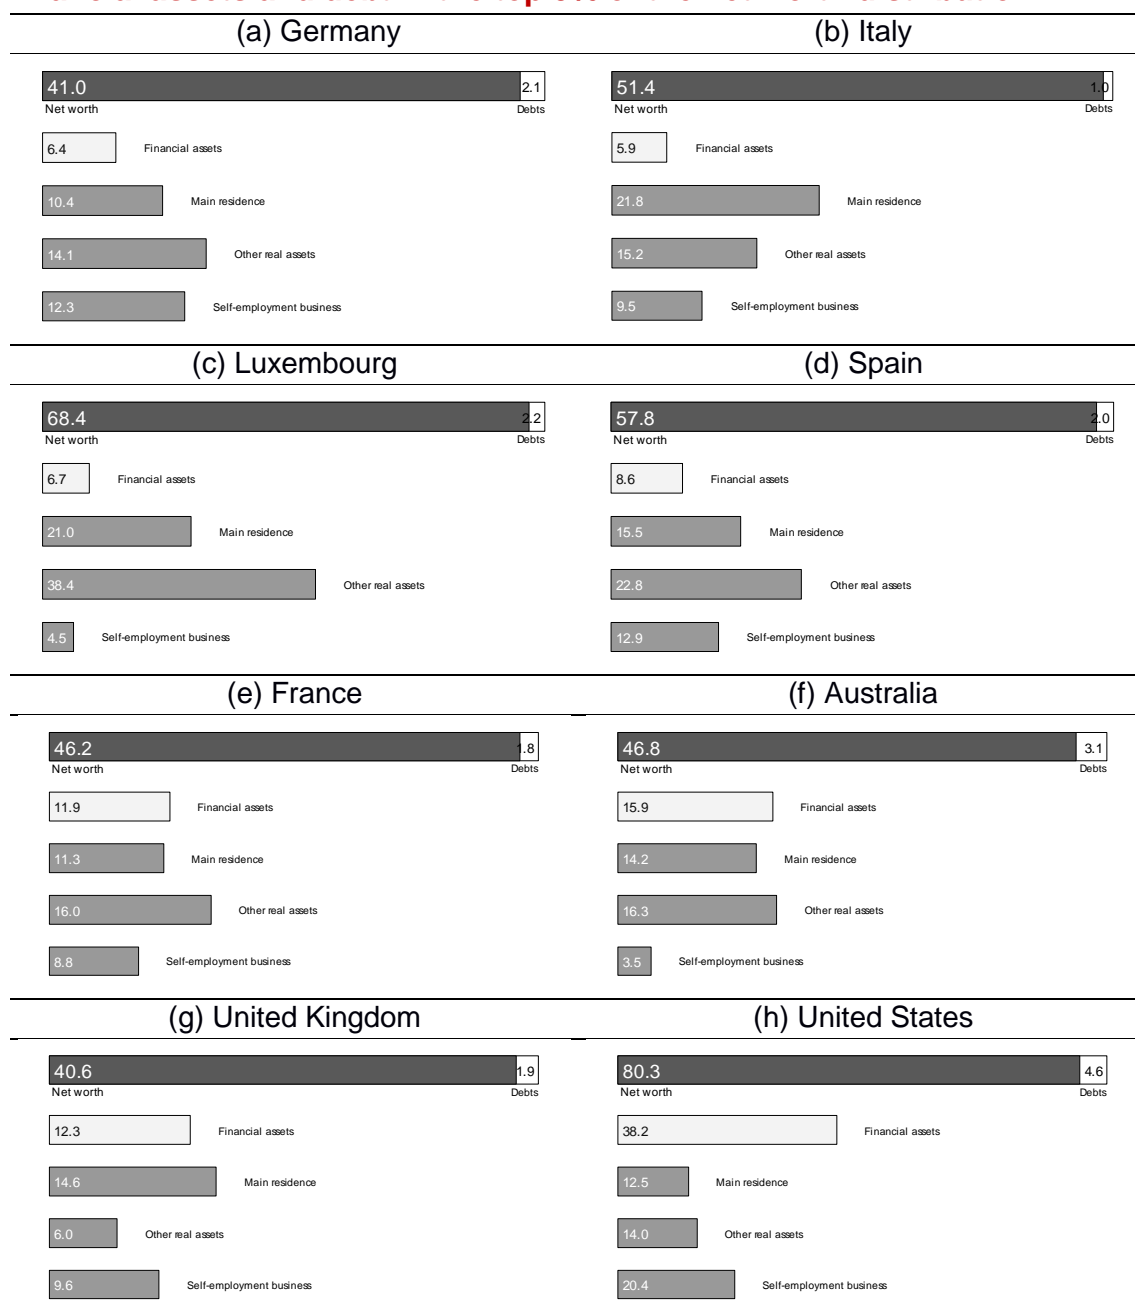 (a) Germany
(b) Italy
41.0
2.1
Net worth
Debts
6.4
Financial assets
10.4
Main residence
14.1
Other real assets
12.3
Self-employment business
51.4
1.0
Net worth
Debts
5.9
Financial assets
21.8
Main residence
15.2
Other real assets
9.5
Self-employment business
(c) Luxembourg
(d) Spain
68.4
2.2
Net worth
Debts
6.7
Financial assets
21.0
Main residence
38.4
Other real assets
4.5
Self-employment business
57.8
2.0
Net worth
Debts
8.6
Financial assets
15.5
Main residence
22.8
Other real assets
12.9
Self-employment business
(e) France
(f) Australia
46.2
1.8
Net worth
Debts
11.9
Financial assets
11.3
Main residence
16.0
Other real assets
8.8
Self-employment business
46.8
3.1
Net worth
Debts
15.9
Financial assets
14.2
Main residence
16.3
Other real assets
3.5
Self-employment business
(g) United Kingdom
(h) United States
40.6
1.9
Net worth
Debts
12.3
Financial assets
14.6
Main residence
6.0
Other real assets
9.6
Self-employment business
80.3
4.6
Net worth
Debts
38.2
Financial assets
12.5
Main residence
14.0
Other real assets
20.4
Self-employment business